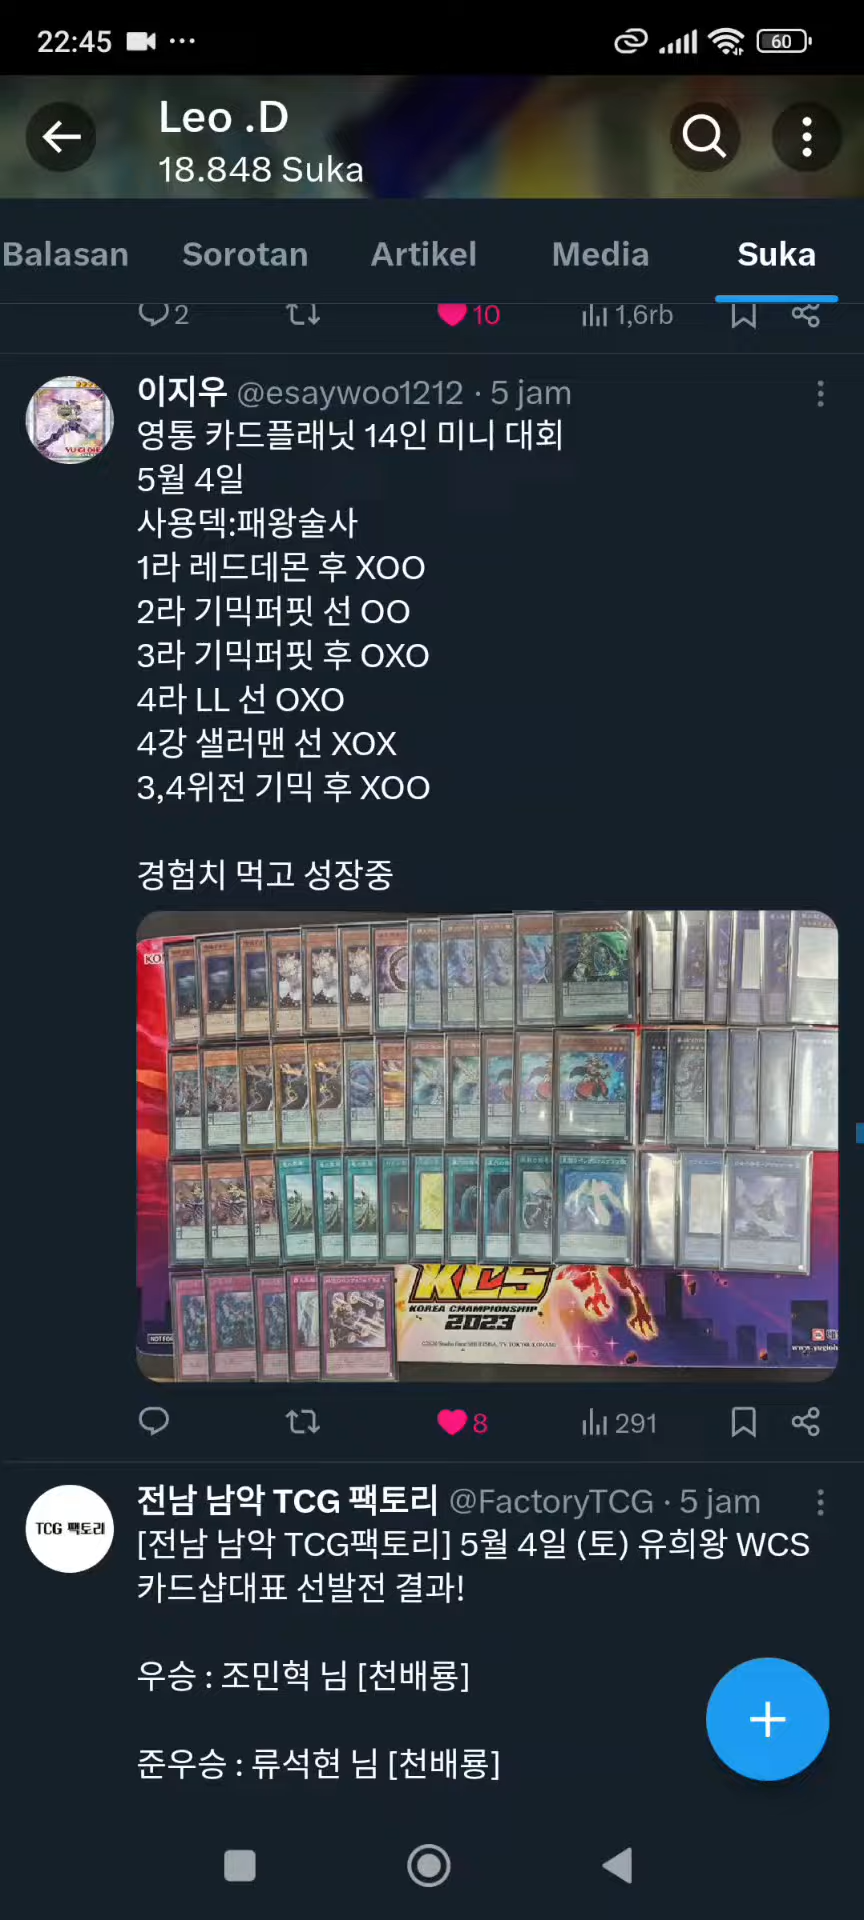 22:45
60
Leo .D
18.848 Suka
Balasan Sorotan Artikel Media Suka
2 10 1,6rb
이지우 @esaywoo1212 · 5 jam
영통 카드플래닛 14인 미니 대회
5월 4일
사용덱:패왕술사
1라 레드데몬 후 XOO
2라 기믹퍼핏 선 OO
3라 기믹퍼핏 후 OXO
4라 LL 선 OXO
4강 샐러맨 선 XOX
3,4위전 기믹 후 XOO
경험치 먹고 성장중
KCS
KOREA CHAMPIONSHIP
2023
8 291
TCG 팩토리
전남 남악 TCG 팩토리 @FactoryTCG · 5 jam
[전남 남악 TCG팩토리] 5월 4일 (토) 유희왕 WCS
카드샵대표 선발전 결과!
우승 : 조민혁 님 [천배룡]
준우승 : 류석현 님 [천배룡]